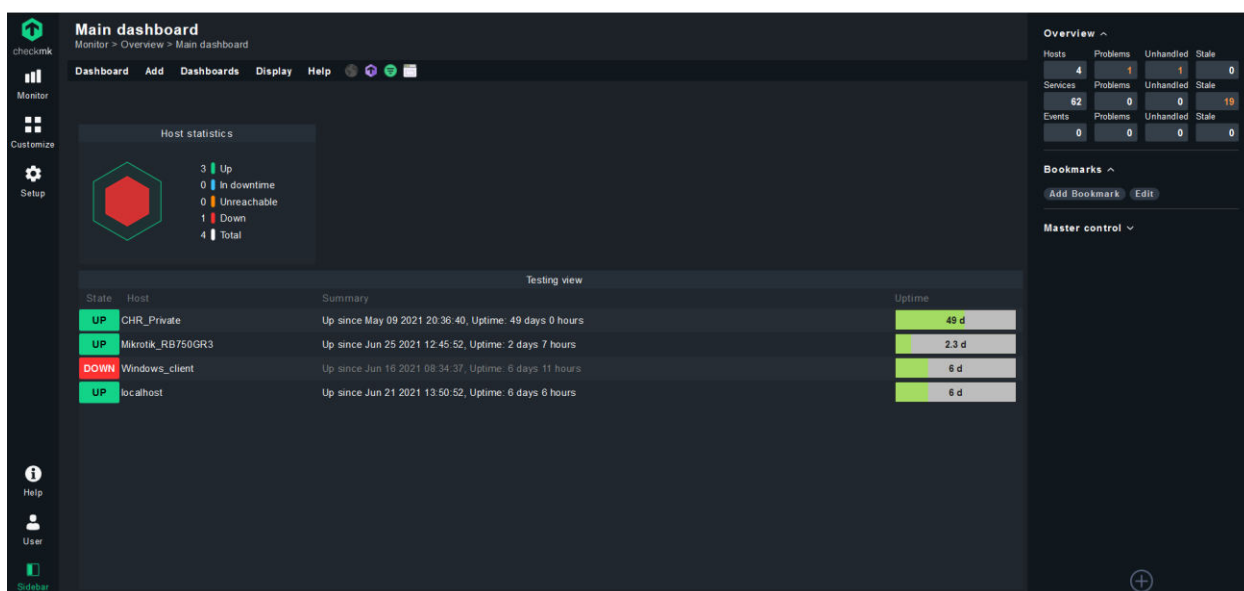 checkmk
Monitor
Customize
Setup
Help
User
Sidebar
Main dashboard
Monitor > Overview > Main dashboard
Dashboard Add Dashboards Display Help
Host statistics
3 Up
0 In downtime
0 Unreachable
1 Down
4 Total
Testing view
State Host Summary Uptime
UP CHR_Private Up since May 09 2021 20:36:40, Uptime: 49 days 0 hours 49 d
UP Mikrotik_RB750GR3 Up since Jun 25 2021 12:45:52, Uptime: 2 days 7 hours 2.3 d
DOWN Windows_client Up since Jun 16 2021 08:34:37, Uptime: 6 days 11 hours 6 d
UP localhost Up since Jun 21 2021 13:50:52, Uptime: 6 days 6 hours 6 d
Overview
Hosts Problems Unhandled Stale
4 1 1 0
Services Problems Unhandled Stale
62 0 0 19
Events Problems Unhandled Stale
0 0 0 0
Bookmarks
Add Bookmark Edit
Master control